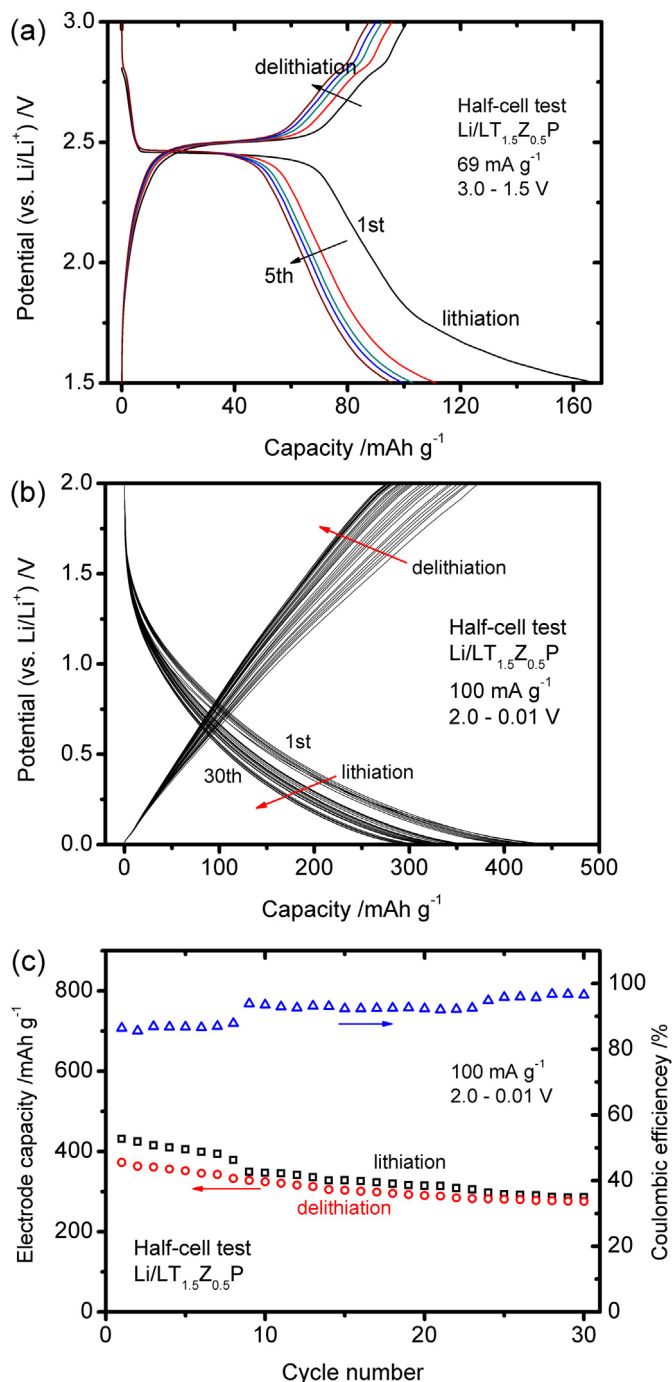 (a)
3.0
2.5
2.0
1.5
Potential (vs. Li/Li⁺) /V
delithiation
Half-cell test
Li/LT₁.₅Z₀.₅P
69 mA g⁻¹
3.0 - 1.5 V
1st
5th
lithiation
0 40 80 120 160
Capacity /mAh g⁻¹
(b)
2.0
1.5
1.0
0.5
0.0
Potential (vs. Li/Li⁺) /V
delithiation
Half-cell test
Li/LT₁.₅Z₀.₅P
100 mA g⁻¹
2.0 - 0.01 V
1st
30th
lithiation
0 100 200 300 400 500
Capacity /mAh g⁻¹
(c)
800
700
600
400
300
200
0
Electrode capacity /mAh g⁻¹
100 mA g⁻¹
2.0 - 0.01 V
lithiation
delithiation
Half-cell test
Li/LT₁.₅Z₀.₅P
100
80
60
40
20
0
Coulombic efficiencey /%
0 10 20 30
Cycle number